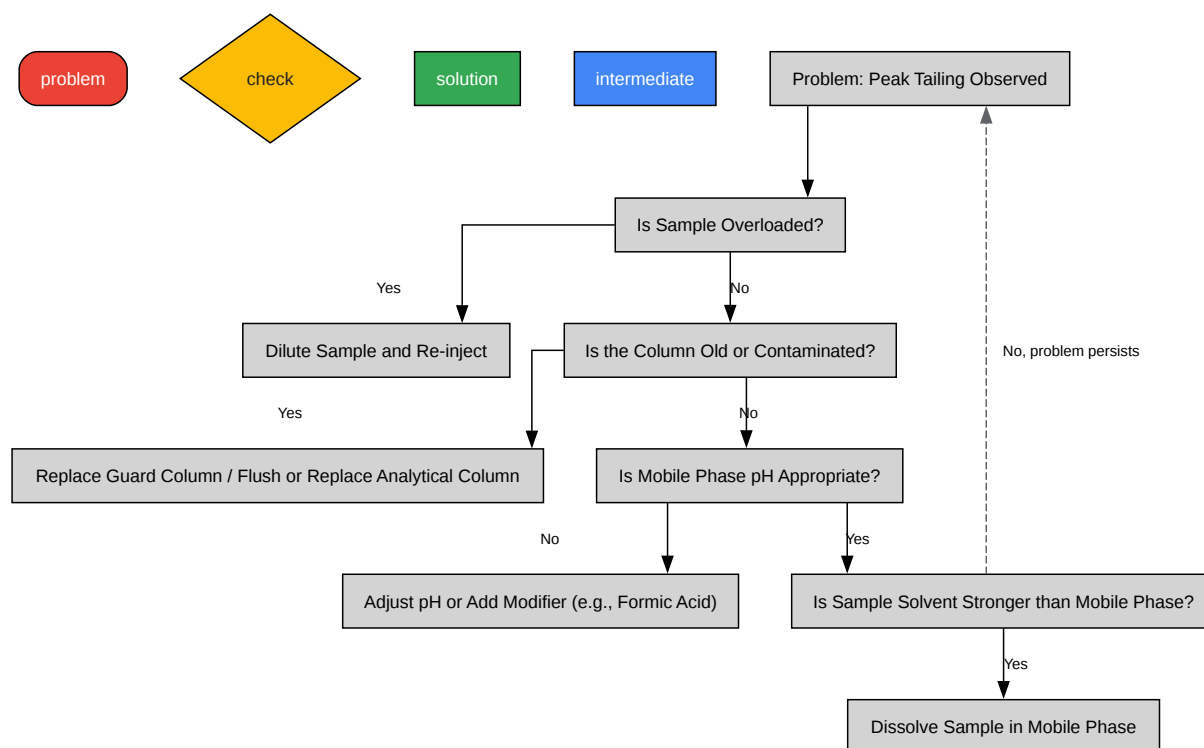 problem
check
solution
intermediate
Problem: Peak Tailing Observed
Is Sample Overloaded?
Yes
No
Dilute Sample and Re-inject
Is the Column Old or Contaminated?
No, problem persists
Yes
No
Replace Guard Column / Flush or Replace Analytical Column
Is Mobile Phase pH Appropriate?
No
Yes
Adjust pH or Add Modifier (e.g., Formic Acid)
Is Sample Solvent Stronger than Mobile Phase?
Yes
Dissolve Sample in Mobile Phase